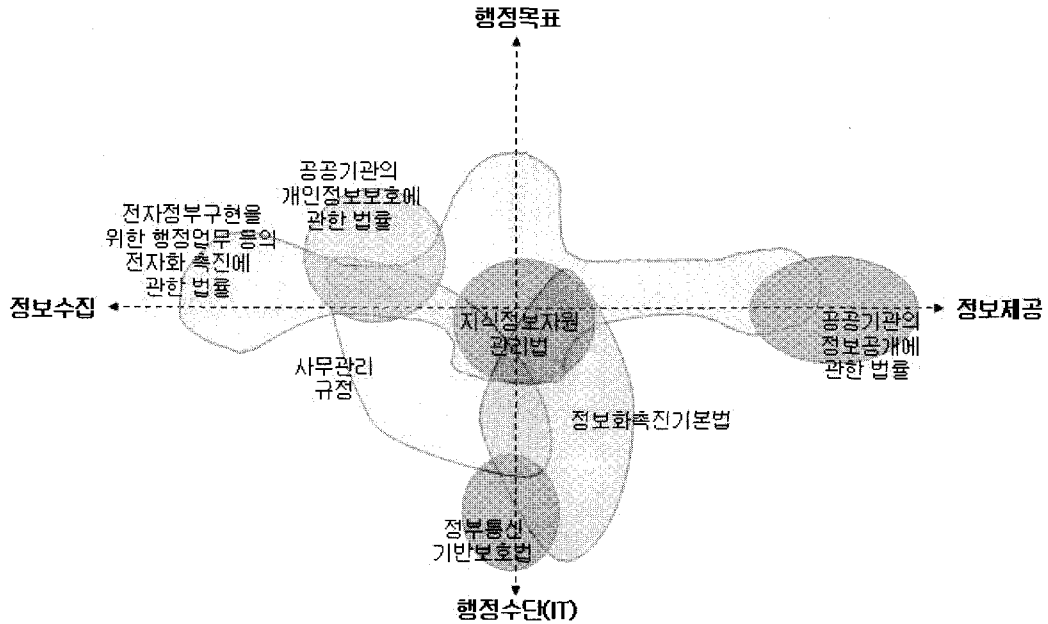 행정목표
공공기관의
개인정보보호에
관한 법률
전자정부구현을
위한 행정업무 등의
전자화 촉진에
관한 법률
정보수집
정보제공
지식정보자원
관리법
공공기관의
정보공개에
관한 법률
사무관리
규정
정보화촉진기본법
정부통신
기반보호법
행정수단(IT)